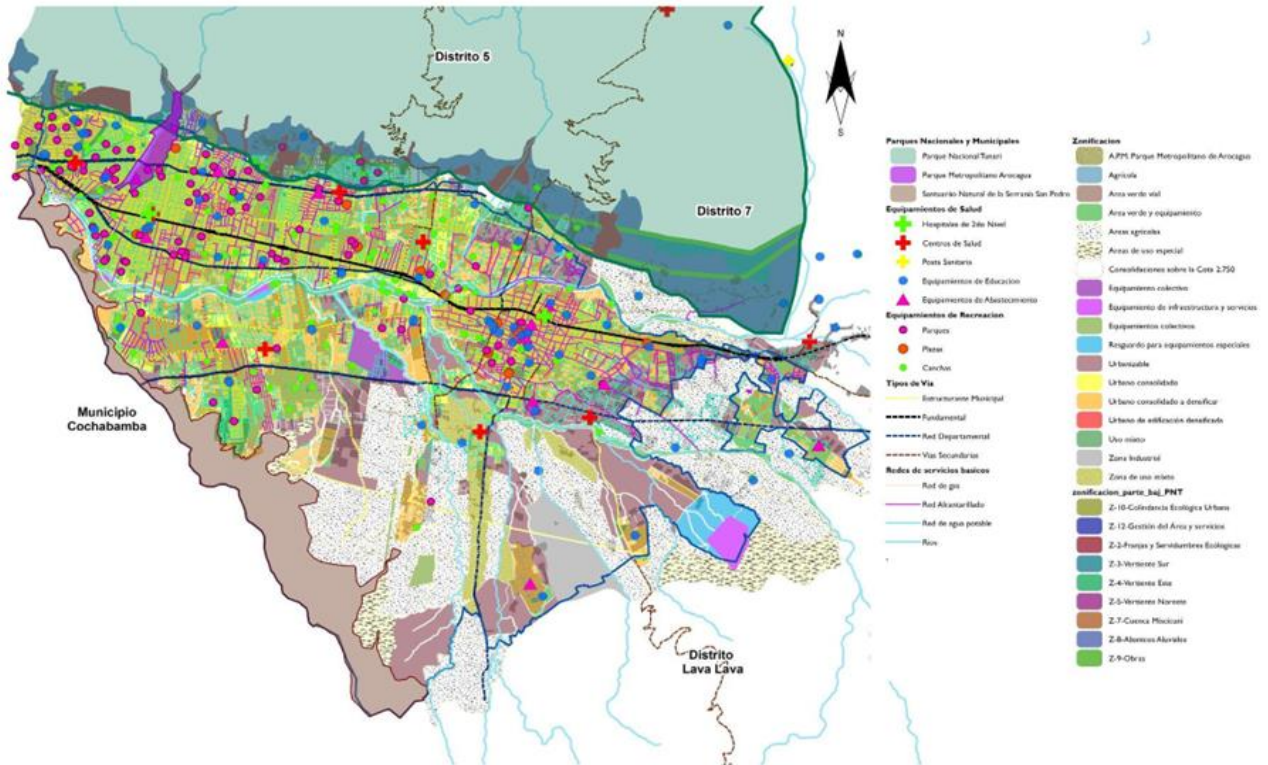 Distrito 5
Distrito 7
Municipio
Cochabamba
Distrito
Lava Lava
N
S
Parques Nacionales y Municipales
Parque Nacional Tunari
Parque Metropolitano Arocagua
Santuario Natural de la Serrania San Pedro
Equipamientos de Salud
Hospitales de 2do Nivel
Centros de Salud
Posta Sanitaria
Equipamientos de Educacion
Equipamientos de Abastecimiento
Equipamientos de Recreacion
Parques
Plazas
Canchas
Tipos de Via
Estructurante Municipal
Fundamental
Red Departamental
Vias Secundarias
Redes de servicios basicos
Red de gas
Red Alcantarillado
Red de agua potable
Rios
Zonificacion
A.P.M. Parque Metropolitano de Arocagua
Agricola
Area verde vial
Area verde y equipamiento
Areas agricolas
Areas de uso especial
Consolidaciones sobre la Cota 2.750
Equipamiento colectivo
Equipamiento de infraestructura y servicios
Equipamientos colectivos
Resguardo para equipamientos especiales
Urbanizable
Urbano consolidado
Urbano consolidado a densificar
Urbano de edificación densificada
Uso mixto
Zona Industrial
Zona de uso mixto
zonificacion_parte_baj_PNT
Z-10-Colindancia Ecológica Urbana
Z-12-Gestión del Área y servicios
Z-2-Franjas y Servidumbres Ecológicas
Z-3-Vertiente Sur
Z-4-Vertiente Este
Z-5-Vertiente Noreste
Z-7-Cuenca Misicuni
Z-8-Abanicos Aluviales
Z-9-Obras